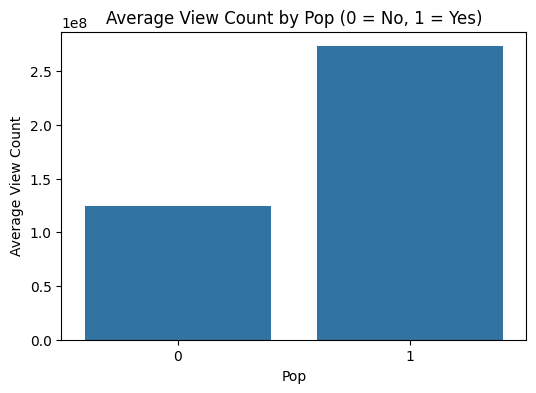 Average View Count by Pop (0 = No, 1 = Yes)
1e8
2.5
2.0
1.5
1.0
0.5
0.0
Average View Count
0 1
Pop